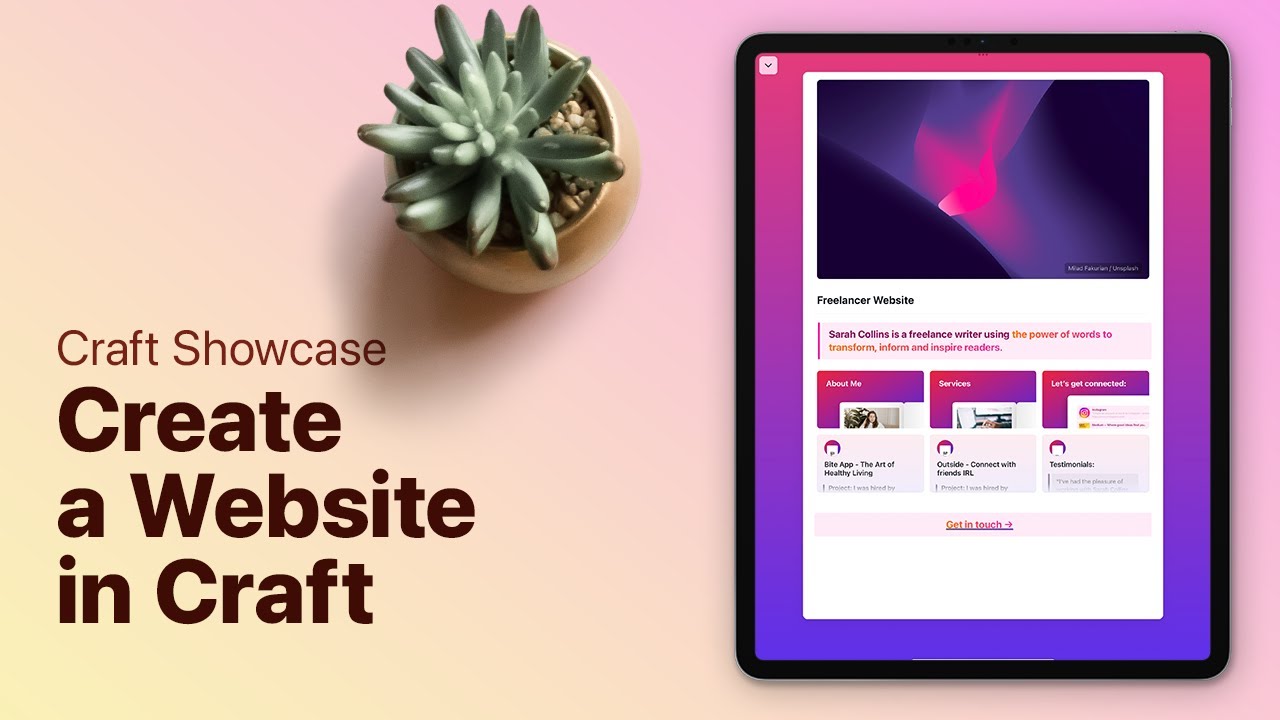 Craft Showcase
Create
a Website
in Craft
Milad Fakurian / Unsplash
Freelancer Website
Sarah Collins is a freelance writer using the power of words to
transform, inform and inspire readers.
About Me
Services
Let's get connected:
Instagram
Bite App - The Art of
Healthy Living
Project: I was hired by
Outside - Connect with
friends IRL
Project: I was hired by
Testimonials:
"I've had the pleasure of
Get in touch →